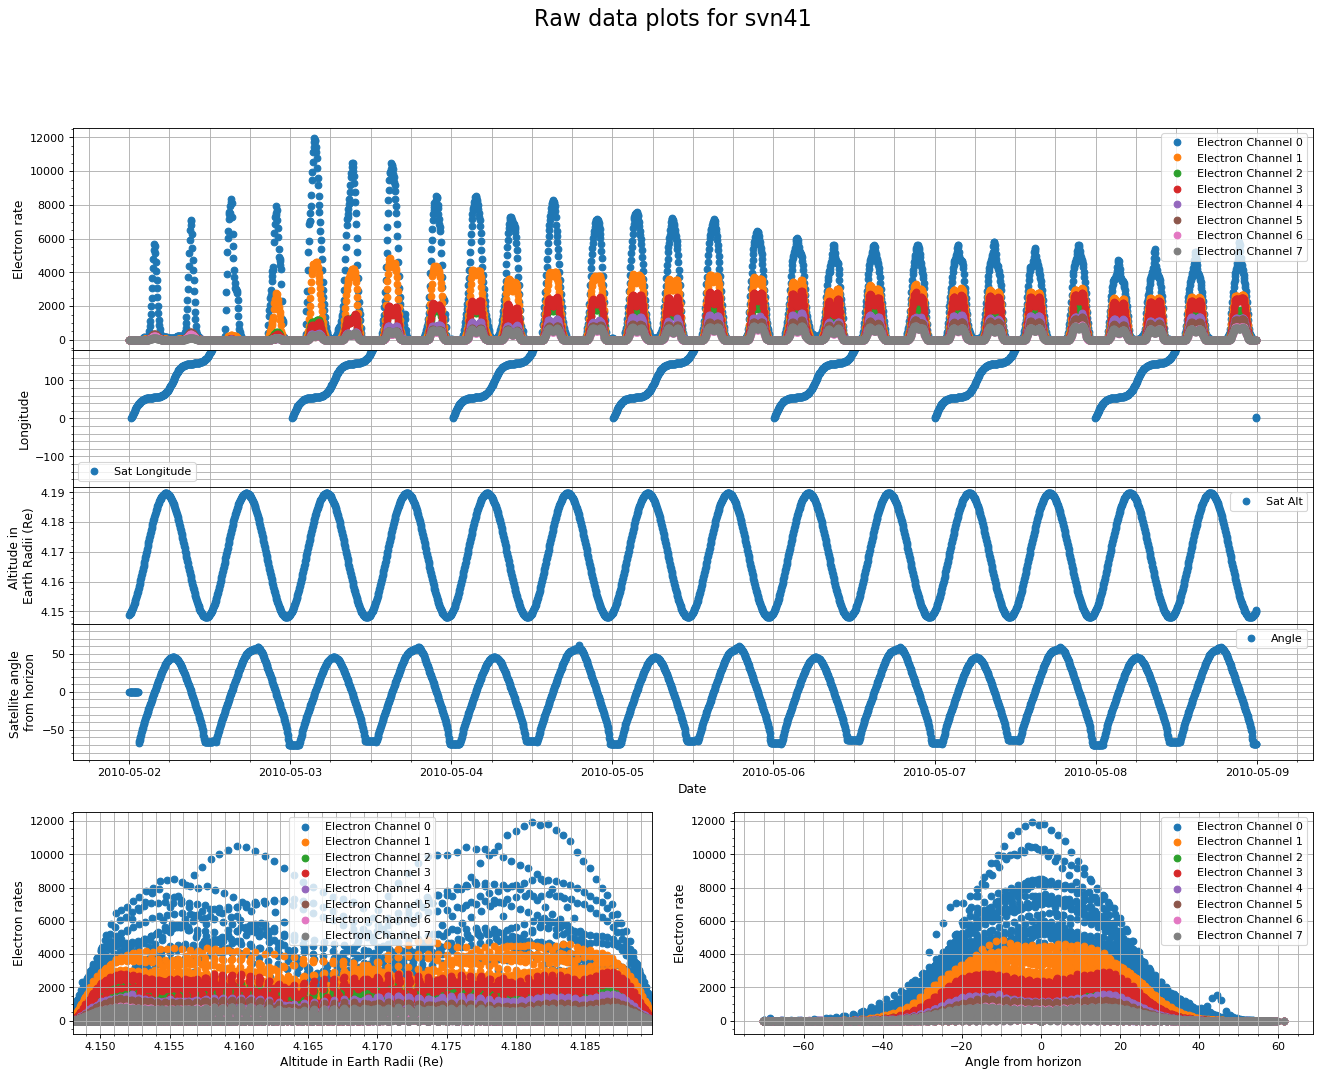 Raw data plots for svn41
12000
10000
8000
6000
4000
2000
0
Electron rate
Electron Channel 0
Electron Channel 1
Electron Channel 2
Electron Channel 3
Electron Channel 4
Electron Channel 5
Electron Channel 6
Electron Channel 7
100
0
−100
Longitude
Sat Longitude
4.19
4.18
4.17
4.16
4.15
Altitude in
Earth Radii (Re)
Sat Alt
50
0
−50
Satellite angle
from horizon
Angle
2010-05-02 2010-05-03 2010-05-04 2010-05-05 2010-05-06 2010-05-07 2010-05-08 2010-05-09
Date
12000
10000
8000
6000
4000
2000
0
Electron rates
Electron Channel 0
Electron Channel 1
Electron Channel 2
Electron Channel 3
Electron Channel 4
Electron Channel 5
Electron Channel 6
Electron Channel 7
4.150 4.155 4.160 4.165 4.170 4.175 4.180 4.185
Altitude in Earth Radii (Re)
12000
10000
8000
6000
4000
2000
0
Electron rate
Electron Channel 0
Electron Channel 1
Electron Channel 2
Electron Channel 3
Electron Channel 4
Electron Channel 5
Electron Channel 6
Electron Channel 7
−60 −40 −20 0 20 40 60
Angle from horizon